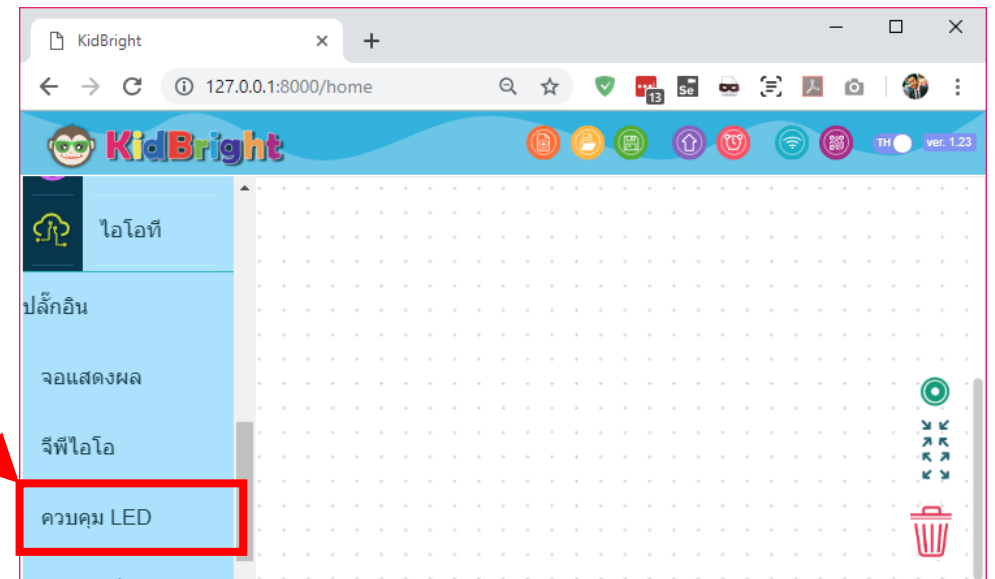 KidBright
127.0.0.1:8000/home
13
Se
KidBright
TH
ver. 1.23
ไอโอที
ปลั๊กอิน
จอแสดงผล
จีพีไอโอ
ควบคุม LED